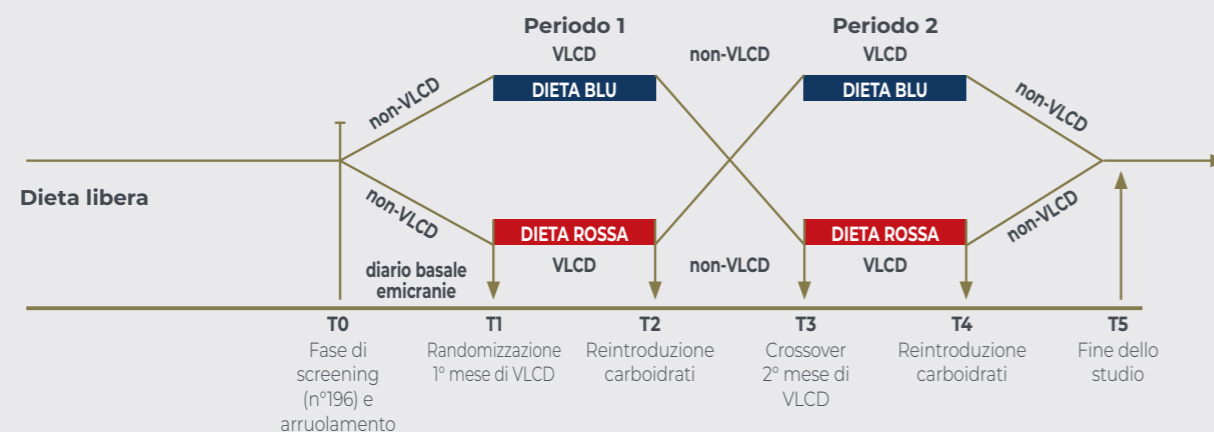 Periodo 1
Periodo 2
VLCD
non-VLCD
VLCD
DIETA BLU
DIETA BLU
non-VLCD
non-VLCD
Dieta libera
non-VLCD
non-VLCD
DIETA ROSSA
DIETA ROSSA
VLCD
non-VLCD
VLCD
diario basale
emicranie
T0
T1
T2
T3
T4
T5
Fase di
screening
(n°196) e
arruolamento
Randomizzazione
1° mese di VLCD
Reintroduzione
carboidrati
Crossover
2° mese di
VLCD
Reintroduzione
carboidrati
Fine dello
studio